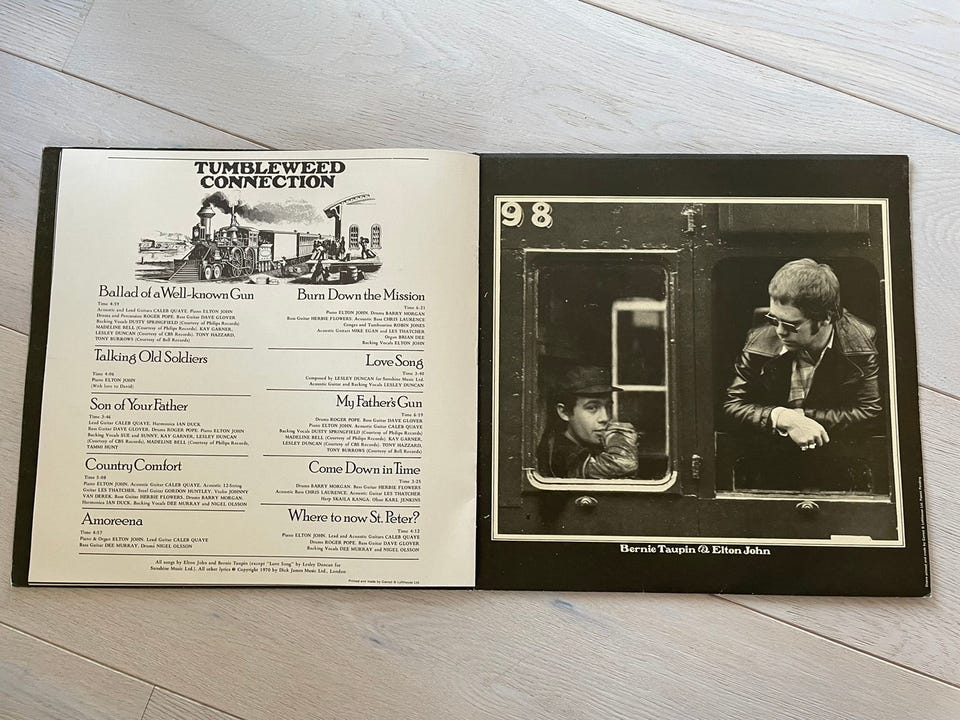 TUMBLEWEED
CONNECTION
Ballad of a Well-known Gun
Time 4:59
Acoustic and Lead Guitars CALEB QUAYE. Piano ELTON JOHN
Drums and Percussion ROGER POPE. Bass Guitar DAVE GLOVER
Backing Vocals DUSTY SPRINGFIELD (Courtesy of Philips Records)
MADELINE BELL (Courtesy of Philips Records). KAY GARNER,
LESLEY DUNCAN (Courtesy of CBS Records). TONY HAZZARD,
TONY BURROWS (Courtesy of Bell Records)
Talking Old Soldiers
Time 4:06
Piano ELTON JOHN
(With love to David)
Son of Your Father
Time 3:46
Lead Guitar CALEB QUAYE. Harmonica IAN DUCK
Bass Guitar DAVE GLOVER. Drums ROGER POPE. Piano ELTON JOHN
Backing Vocals SUE and SUNNY, KAY GARNER, LESLEY DUNCAN
(Courtesy of CBS Records), MADELINE BELL (Courtesy of Philips Records,
TAMMI HUNT
Country Comfort
Time 5:08
Piano ELTON JOHN. Acoustic Guitar CALEB QUAYE. Acoustic 12-String
Guitar LES THATCHER. Steel Guitar GORDON HUNTLEY. Violin JOHNNY
VAN DEREK. Bass Guitar HERBIE FLOWERS. Drums BARRY MORGAN.
Harmonica IAN DUCK. Backing Vocals DEE MURRAY and NIGEL OLSSON
Amoreena
Time 4:57
Piano & Organ ELTON JOHN. Lead Guitar CALEB QUAYE
Bass Guitar DEE MURRAY. Drums NIGEL OLSSON
Burn Down the Mission
Time 6:21
Piano ELTON JOHN. Drums BARRY MORGAN
Bass Guitar HERBIE FLOWERS. Acoustic Bass CHRIS LAURENCE
Congas and Tambourine ROBIN JONES
Acoustic Guitars MIKE EGAN and LES THATCHER
Organ BRIAN DEE
Backing Vocals ELTON JOHN
Love Song
Time 3:40
Composed by LESLEY DUNCAN for Sunshine Music Ltd.
Acoustic Guitar and Backing Vocals LESLEY DUNCAN
My Father's Gun
Time 6:19
Drums ROGER POPE. Bass Guitar DAVE GLOVER
Piano ELTON JOHN. Acoustic Guitar CALEB QUAYE
Backing Vocals DUSTY SPRINGFIELD (Courtesy of Philips Records)
MADELINE BELL (Courtesy of Philips Records). KAY GARNER,
LESLEY DUNCAN (Courtesy of CBS Records). TONY HAZZARD,
TONY BURROWS (Courtesy of Bell Records)
Come Down in Time
Time 3:25
Drums BARRY MORGAN. Bass Guitar HERBIE FLOWERS
Acoustic Bass CHRIS LAURENCE. Acoustic Guitar LES THATCHER
Harp SKAILA KANGA. Oboe KARL JENKINS
Where to now St. Peter?
Time 4:12
Piano ELTON JOHN. Lead and Acoustic Guitars CALEB QUAYE
Drums ROGER POPE. Bass Guitar DAVE GLOVER
Backing Vocals DEE MURRAY and NIGEL OLSSON
All songs by Elton John and Bernie Taupin (except "Love Song" by Lesley Duncan for
Sunshine Music Ltd.). All other lyrics © Copyright 1970 by Dick James Music Ltd., London
Printed and made by Garrod & Lofthouse Ltd.
98
Bernie Taupin & Elton John